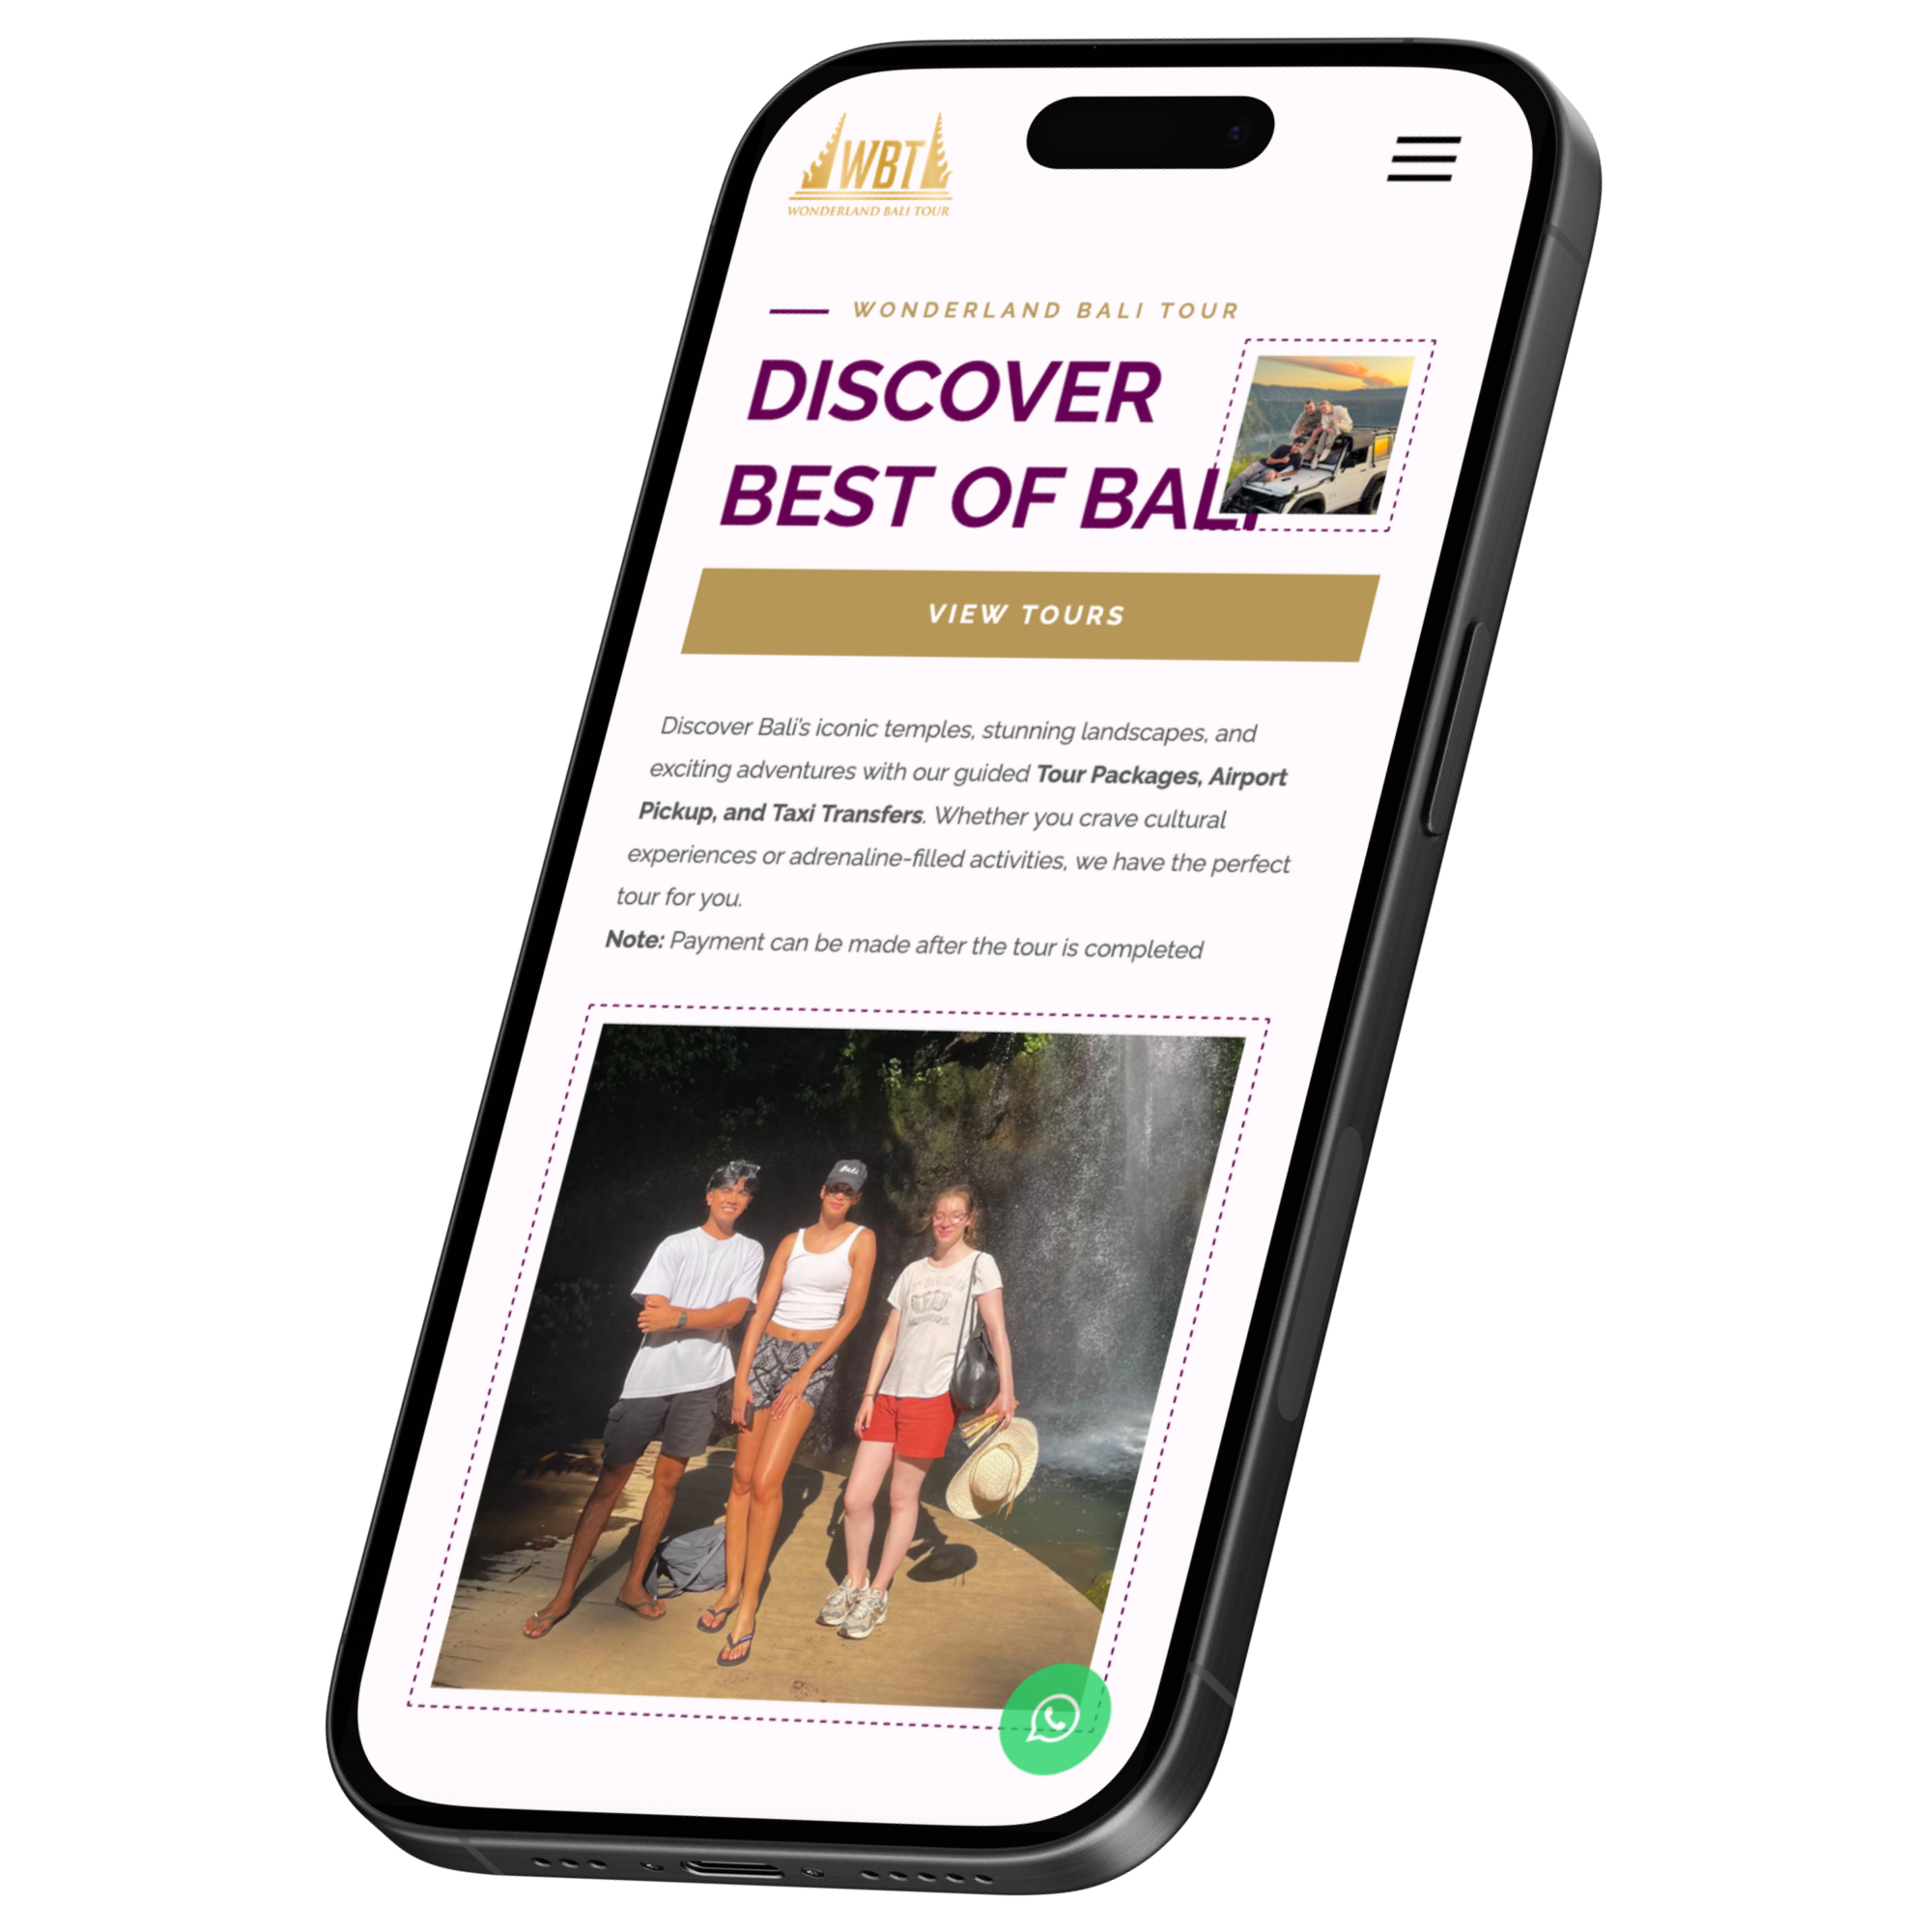 WBT
WONDERLAND BALI TOUR
WONDERLAND BALI TOUR
DISCOVER
BEST OF BALI
VIEW TOURS
Discover Bali's iconic temples, stunning landscapes, and
exciting adventures with our guided Tour Packages, Airport
Pickup, and Taxi Transfers. Whether you crave cultural
experiences or adrenaline-filled activities, we have the perfect
tour for you.
Note: Payment can be made after the tour is completed
Bali